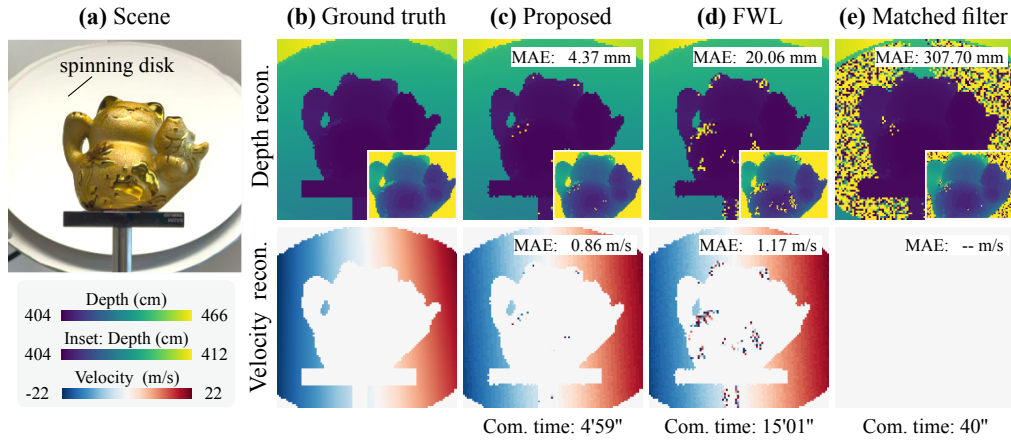 (a) Scene
(b) Ground truth
(c) Proposed
(d) FWL
(e) Matched filter
spinning disk
Depth recon.
MAE: 4.37 mm
MAE: 20.06 mm
MAE: 307.70 mm
Velocity recon.
MAE: 0.86 m/s
MAE: 1.17 m/s
MAE: -- m/s
Depth (cm)
404 466
Inset: Depth (cm)
404 412
Velocity (m/s)
-22 22
Com. time: 4'59"
Com. time: 15'01"
Com. time: 40"